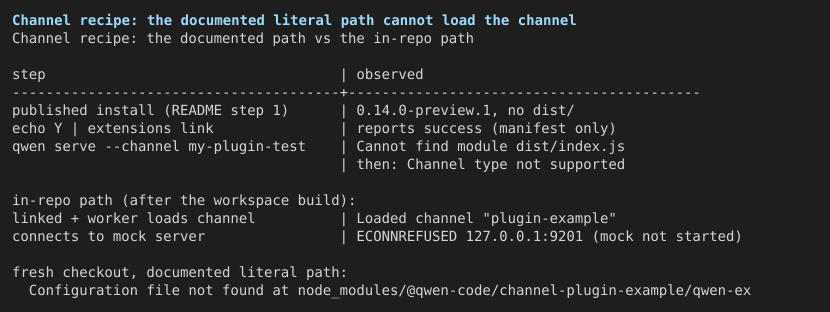 Channel recipe: the documented literal path cannot load the channel
Channel recipe: the documented path vs the in-repo path
step | observed
---------------------------------------+------------------------------------------
published install (README step 1) | 0.14.0-preview.1, no dist/
echo Y | extensions link | reports success (manifest only)
qwen serve --channel my-plugin-test | Cannot find module dist/index.js
| then: Channel type not supported
in-repo path (after the workspace build):
linked + worker loads channel | Loaded channel "plugin-example"
connects to mock server | ECONNREFUSED 127.0.0.1:9201 (mock not started)
fresh checkout, documented literal path:
Configuration file not found at node_modules/@qwen-code/channel-plugin-example/qwen-ex